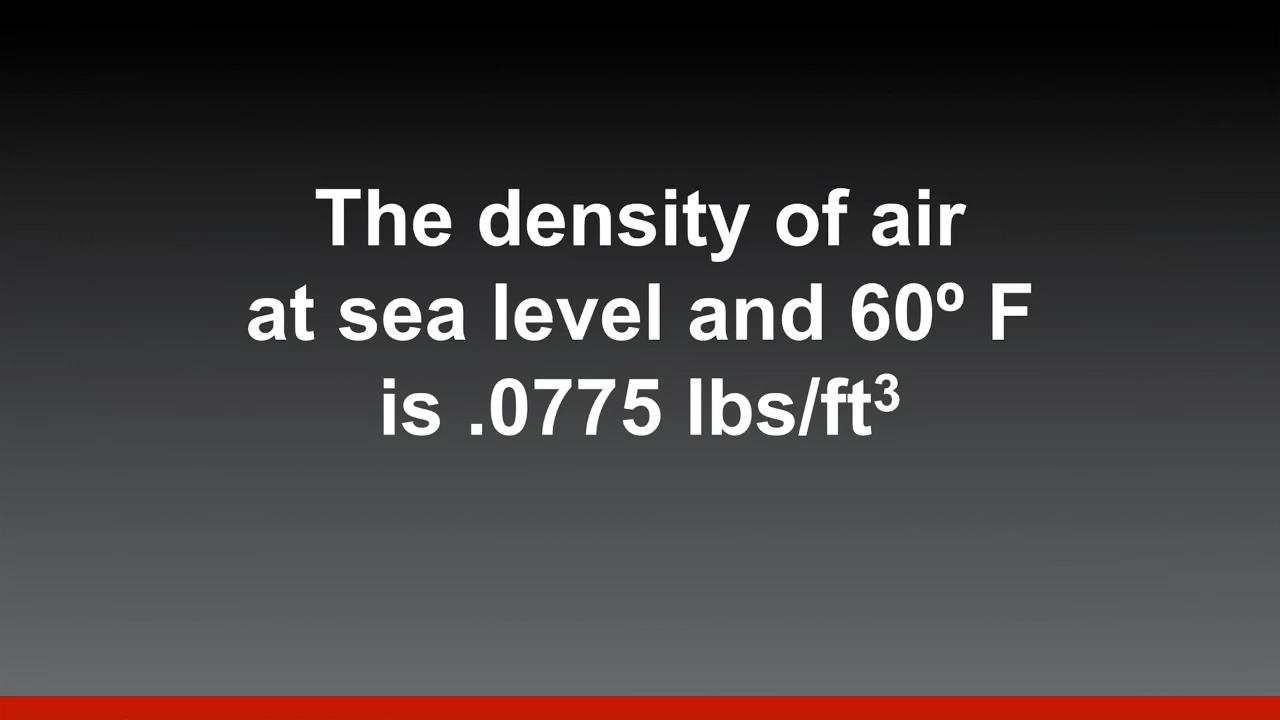 The density of air
at sea level and 60º F
is .0775 lbs/ft³